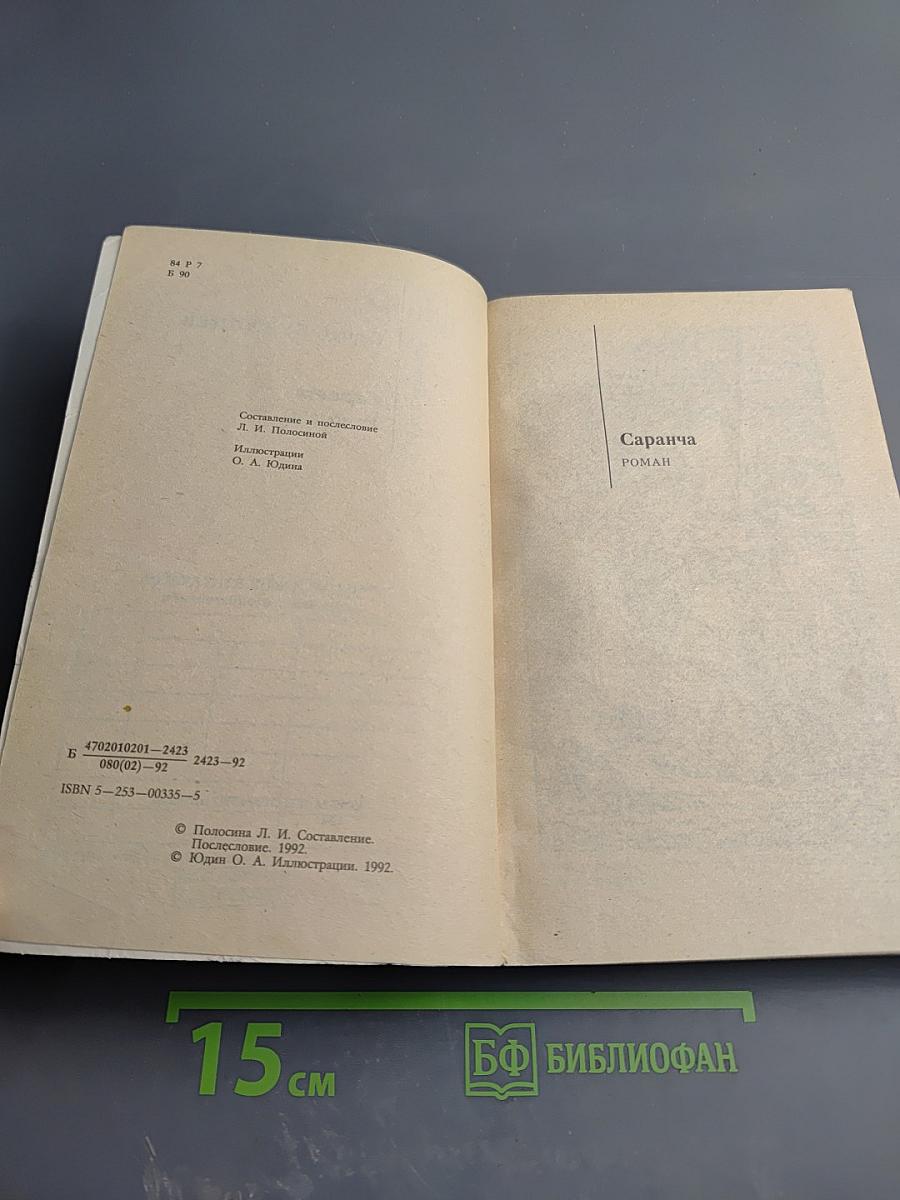 84 Р 7
Б 90
Составление и послесловие
Л. И. Полосиной
Иллюстрации
О. А. Юдина
Б 4702010201—2423
080(02)—92 2423—92
ISBN 5—253—00335—5
© Полосина Л. И. Составление.
Послесловие. 1992.
© Юдин О. А. Иллюстрации. 1992.
Саранча
РОМАН
15 см
БФ БИБЛИОФАН